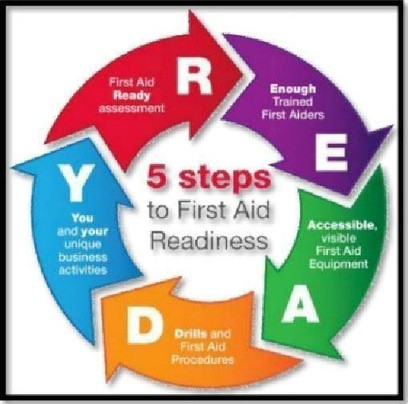 5 steps
to First Aid
Readiness
R
First Aid
Ready
assessment
E
Enough
Trained
First Aiders
A
Accessible,
visible
First Aid
Equipment
D
Drills and
First Aid
Procedures
Y
You
and your
unique
business
activities